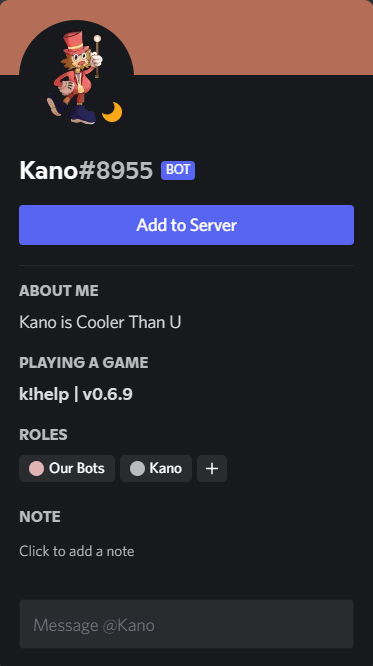 Kano#8955 BOT
Add to Server
ABOUT ME
Kano is Cooler Than U
PLAYING A GAME
k!help | v0.6.9
ROLES
Our Bots Kano +
NOTE
Click to add a note
Message @Kano